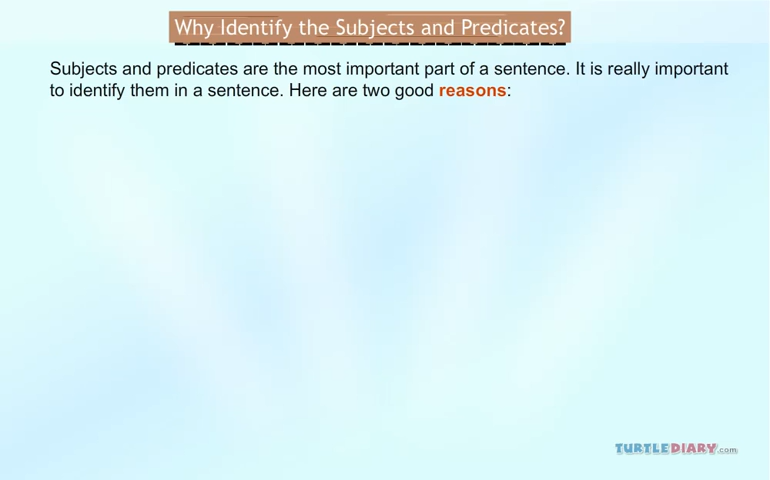 Why Identify the Subjects and Predicates?
Subjects and predicates are the most important part of a sentence. It is really important
to identify them in a sentence. Here are two good reasons:
TURTLEDIARY.com